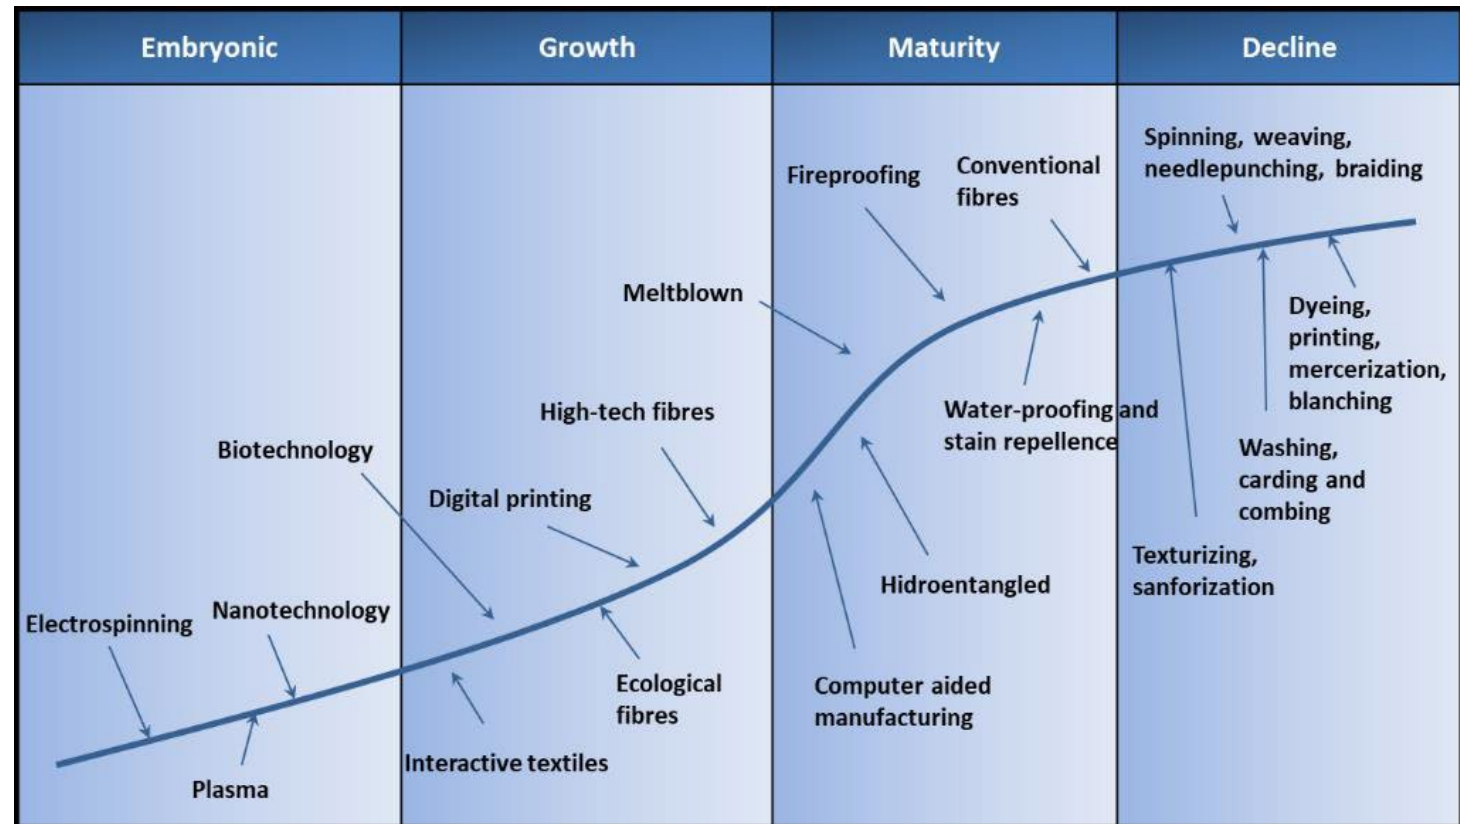 Embryonic
Growth
Maturity
Decline
Spinning, weaving,
needlepunching, braiding
Fireproofing
Conventional
fibres
Meltblown
Dyeing,
printing,
mercerization,
blanching
High-tech fibres
Water-proofing and
stain repellence
Biotechnology
Washing,
carding and
combing
Digital printing
Texturizing,
sanforization
Hidroentangled
Electrospinning
Nanotechnology
Ecological
fibres
Computer aided
manufacturing
Interactive textiles
Plasma